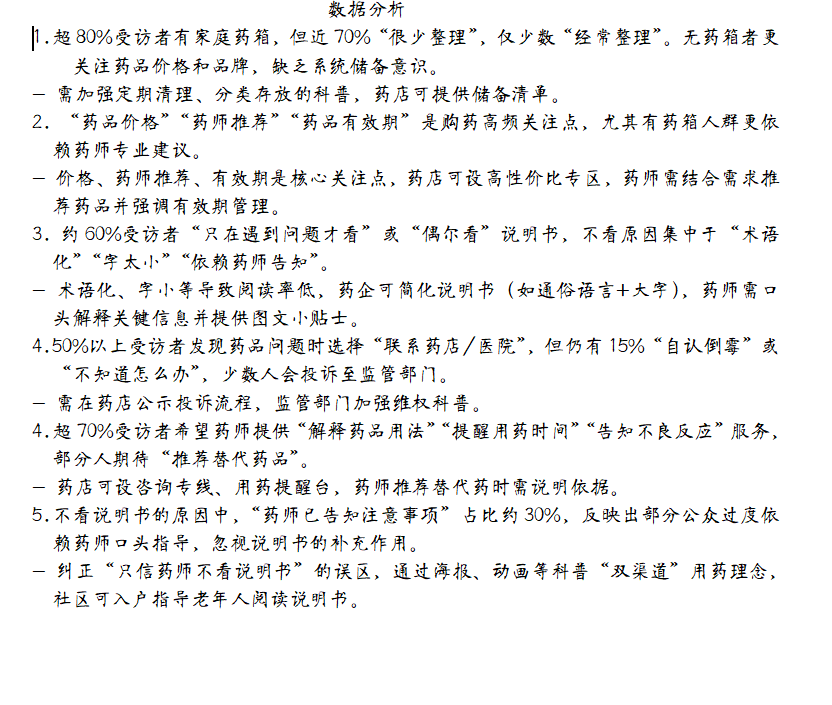 数据分析
1.超80%受访者有家庭药箱，但近70%“很少整理”，仅少数“经常整理”。无药箱者更
关注药品价格和品牌，缺乏系统储备意识。
– 需加强定期清理、分类存放的科普，药店可提供储备清单。
2. “药品价格”“药师推荐”“药品有效期”是购药高频关注点，尤其有药箱人群更依
赖药师专业建议。
– 价格、药师推荐、有效期是核心关注点，药店可设高性价比专区，药师需结合需求推
荐药品并强调有效期管理。
3. 约60%受访者“只在遇到问题才看”或“偶尔看”说明书，不看原因集中于“术语
化”“字太小”“依赖药师告知”。
– 术语化、字小等导致阅读率低，药企可简化说明书（如通俗语言+大字），药师需口
头解释关键信息并提供图文小贴士。
4.50%以上受访者发现药品问题时选择“联系药店/医院”，但仍有15%“自认倒霉”或
“不知道怎么办”，少数人会投诉至监管部门。
– 需在药店公示投诉流程，监管部门加强维权科普。
4.超70%受访者希望药师提供“解释药品用法”“提醒用药时间”“告知不良反应”服务，
部分人期待“推荐替代药品”。
– 药店可设咨询专线、用药提醒台，药师推荐替代药时需说明依据。
5.不看说明书的原因中，“药师已告知注意事项”占比约30%，反映出部分公众过度依
赖药师口头指导，忽视说明书的补充作用。
– 纠正“只信药师不看说明书”的误区，通过海报、动画等科普“双渠道”用药理念，
社区可入户指导老年人阅读说明书。